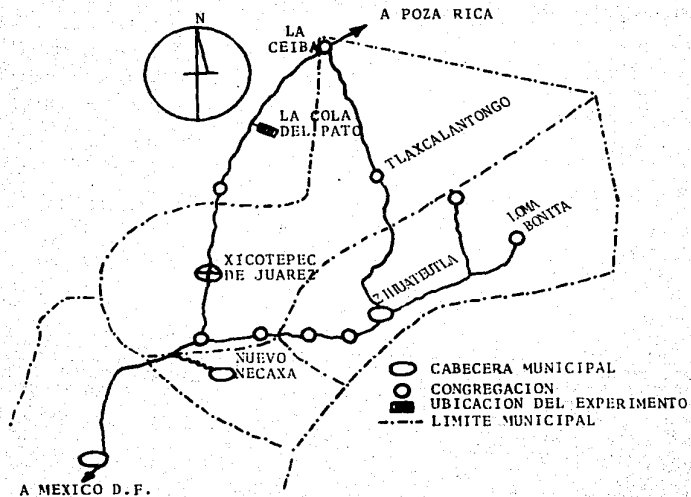 A POZA RICA
N
LA
CEIBA
LA COLA
DEL PATO
TLAXCALANTONGO
LOMA
BONITA
XICOTEPEC
DE JUAREZ
ZIHUATEUTLA
NUEVO
NECAXA
CABECERA MUNICIPAL
CONGREGACION
UBICACION DEL EXPERIMENTO
LIMITE MUNICIPAL
A MEXICO D.F.